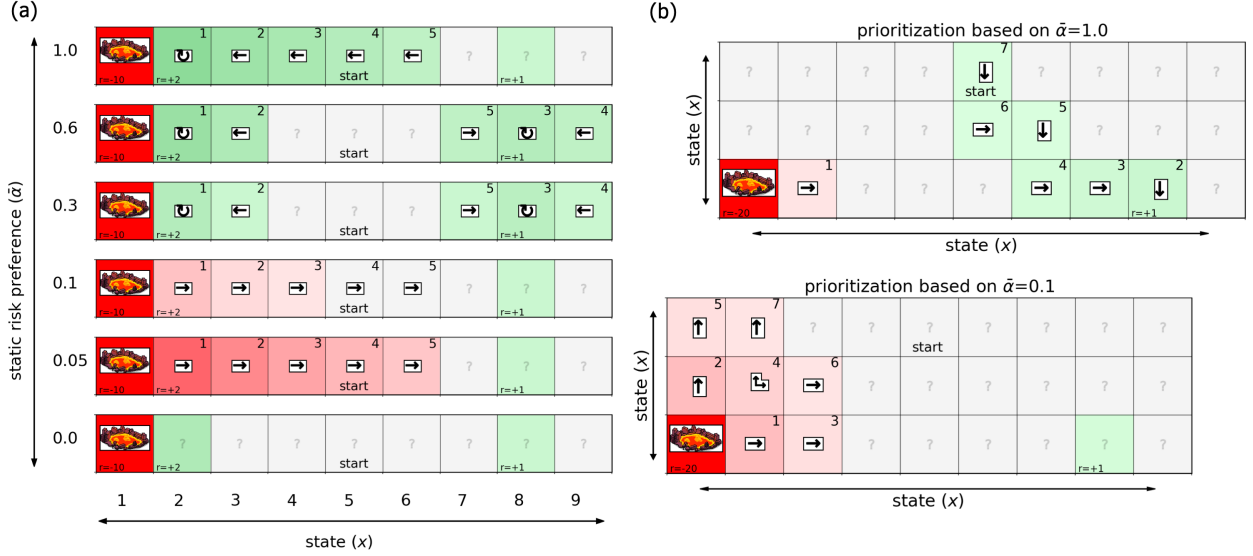 (a)
static risk preference (ᾱ)
1.0
r=-10
r=+2
1 2 3 4 5 ? ? ?
start
r=+1
0.6
r=-10
r=+2
1 2 ? ? ? 5 3 4
start
r=+1
0.3
r=-10
r=+2
1 2 ? ? ? 5 3 4
start
r=+1
0.1
r=-10
r=+2
1 2 3 4 5 ? ? ?
start
r=+1
0.05
r=-10
r=+2
1 2 3 4 5 ? ? ?
start
r=+1
0.0
r=-10
r=+2
? ? ? ? ? ? ? ?
start
r=+1
1 2 3 4 5 6 7 8 9
state (x)
(b)
prioritization based on ᾱ=1.0
state (x)
? ? ? ? 7 ? ? ? ?
start
? ? ? ? 6 5 ? ? ?
1 ? ? ? 4 3 2 ?
r=-20
r=+1
state (x)
prioritization based on ᾱ=0.1
state (x)
5 7 ? ? ? ? ? ? ?
start
2 4 6 ? ? ? ? ? ?
1 3 ? ? ? ? ? ?
r=-20
r=+1
state (x)